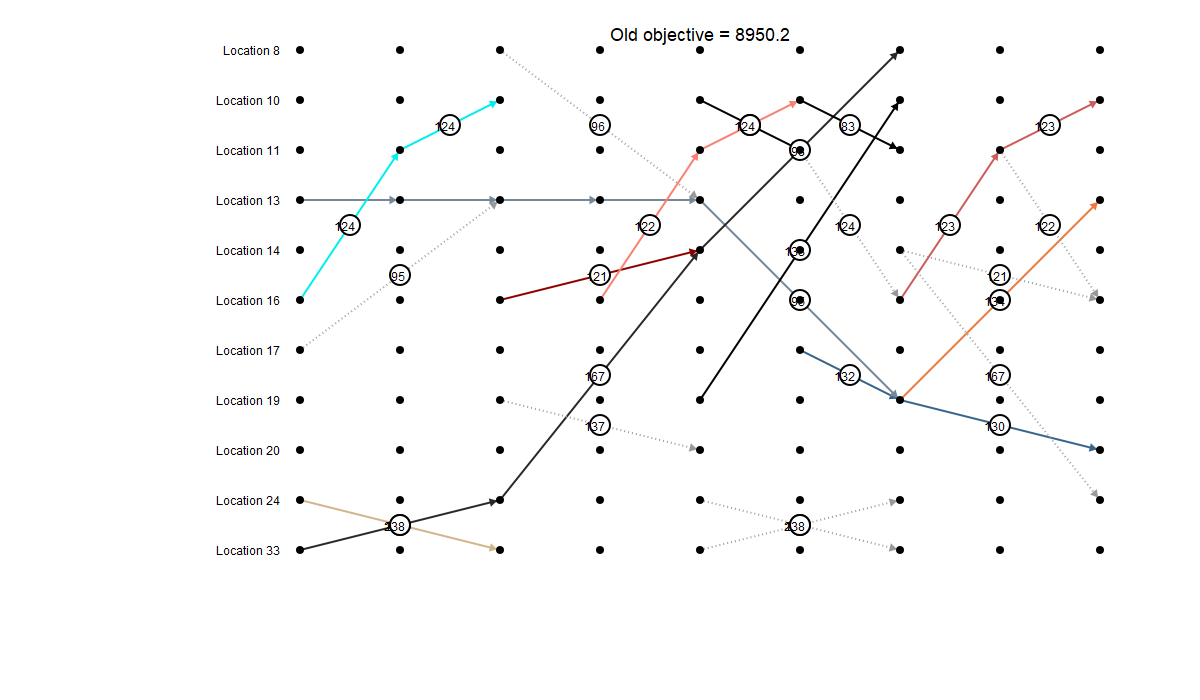 Old objective = 8950.2
Location 8
Location 10
124
124
83
123
96
Location 11
Location 13
124
122
124
123
122
Location 14
95
121
121
Location 16
Location 17
167
132
167
Location 19
137
130
Location 20
Location 24
238
238
Location 33